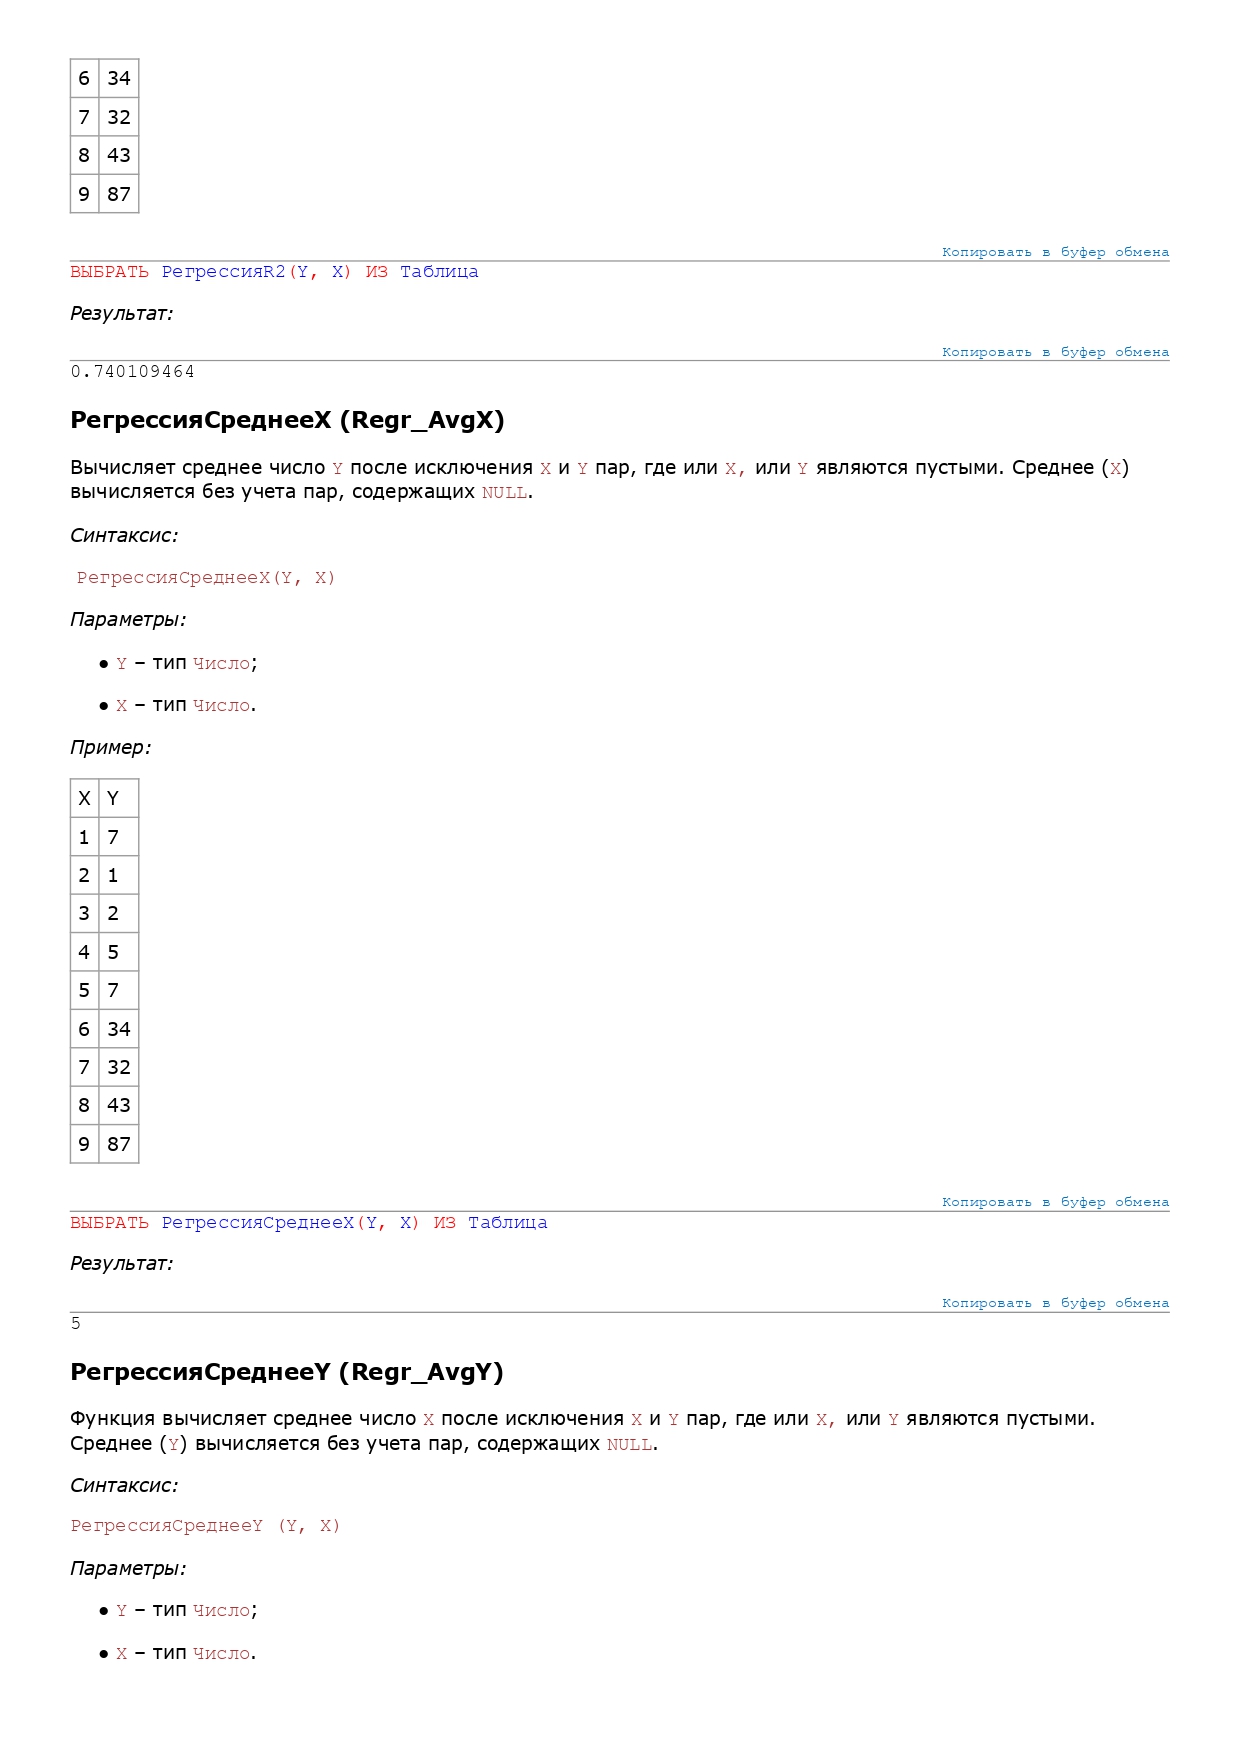 6 34
7 32
8 43
9 87
Копировать в буфер обмена
ВЫБРАТЬ РегрессияR2(Y, X) ИЗ Таблица
Результат:
Копировать в буфер обмена
0.740109464
РегрессияСреднееX (Regr_AvgX)
Вычисляет среднее число Y после исключения X и Y пар, где или X, или Y являются пустыми. Среднее (X)
вычисляется без учета пар, содержащих NULL.
Синтаксис:
РегрессияСреднееX(Y, X)
Параметры:
● Y – тип Число;
● X – тип Число.
Пример:
X Y
1 7
2 1
3 2
4 5
5 7
6 34
7 32
8 43
9 87
Копировать в буфер обмена
ВЫБРАТЬ РегрессияСреднееX(Y, X) ИЗ Таблица
Результат:
Копировать в буфер обмена
5
РегрессияСреднееY (Regr_AvgY)
Функция вычисляет среднее число X после исключения X и Y пар, где или X, или Y являются пустыми.
Среднее (Y) вычисляется без учета пар, содержащих NULL.
Синтаксис:
РегрессияСреднееY (Y, X)
Параметры:
● Y – тип Число;
● X – тип Число.